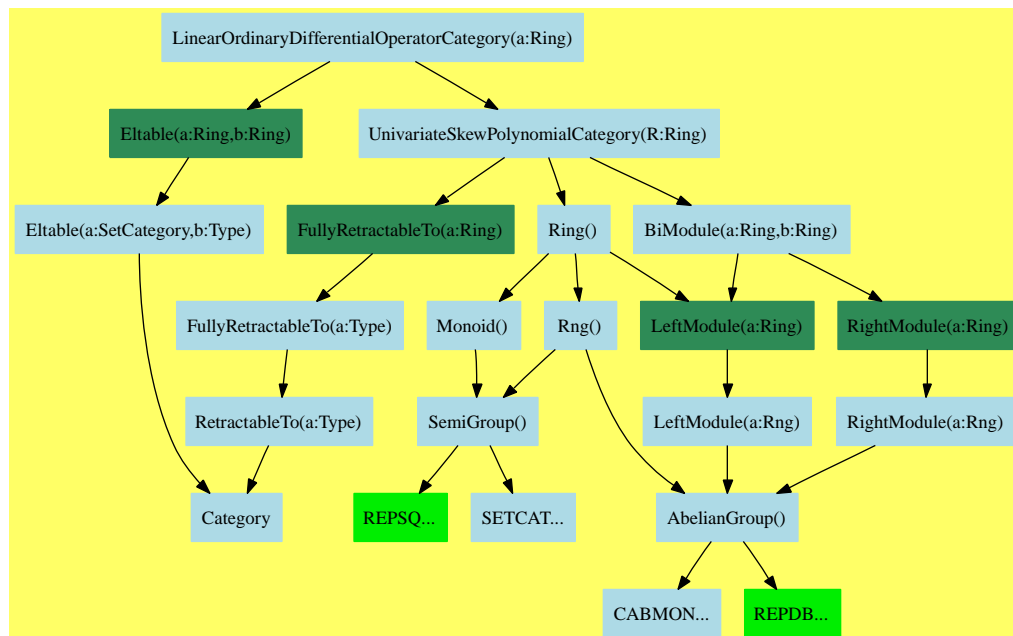 LinearOrdinaryDifferentialOperatorCategory(a:Ring)
Eltable(a:Ring,b:Ring)
UnivariateSkewPolynomialCategory(R:Ring)
Eltable(a:SetCategory,b:Type)
FullyRetractableTo(a:Ring)
Ring()
BiModule(a:Ring,b:Ring)
FullyRetractableTo(a:Type)
Monoid()
Rng()
LeftModule(a:Ring)
RightModule(a:Ring)
RetractableTo(a:Type)
SemiGroup()
LeftModule(a:Rng)
RightModule(a:Rng)
Category
REPSQ...
SETCAT...
AbelianGroup()
CABMON...
REPDB...